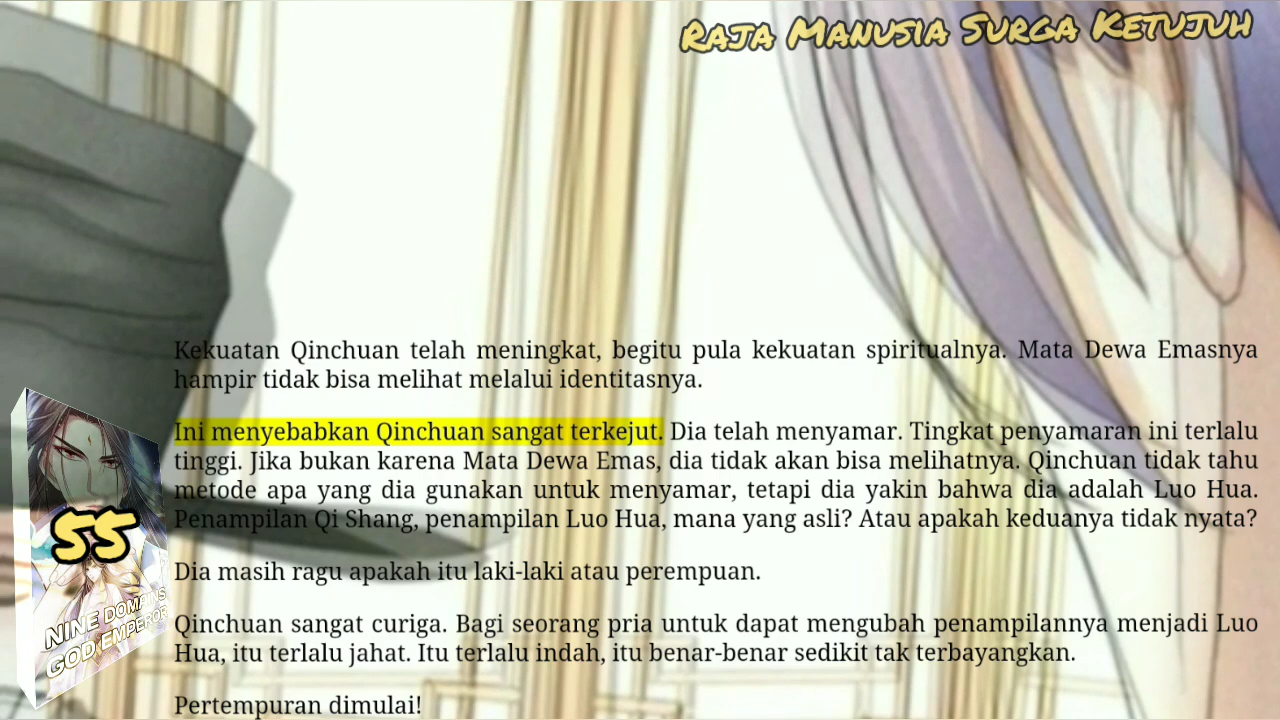 Raja Manusia Surga Ketujuh
Kekuatan Qinchuan telah meningkat, begitu pula kekuatan spiritualnya. Mata Dewa Emasnya
hampir tidak bisa melihat melalui identitasnya.
Ini menyebabkan Qinchuan sangat terkejut. Dia telah menyamar. Tingkat penyamaran ini terlalu
tinggi. Jika bukan karena Mata Dewa Emas, dia tidak akan bisa melihatnya. Qinchuan tidak tahu
metode apa yang dia gunakan untuk menyamar, tetapi dia yakin bahwa dia adalah Luo Hua.
Penampilan Qi Shang, penampilan Luo Hua, mana yang asli? Atau apakah keduanya tidak nyata?
Dia masih ragu apakah itu laki-laki atau perempuan.
Qinchuan sangat curiga. Bagi seorang pria untuk dapat mengubah penampilannya menjadi Luo
Hua, itu terlalu jahat. Itu terlalu indah, itu benar-benar sedikit tak terbayangkan.
Pertempuran dimulai!
55
NINE DOMAINS
GOD EMPEROR